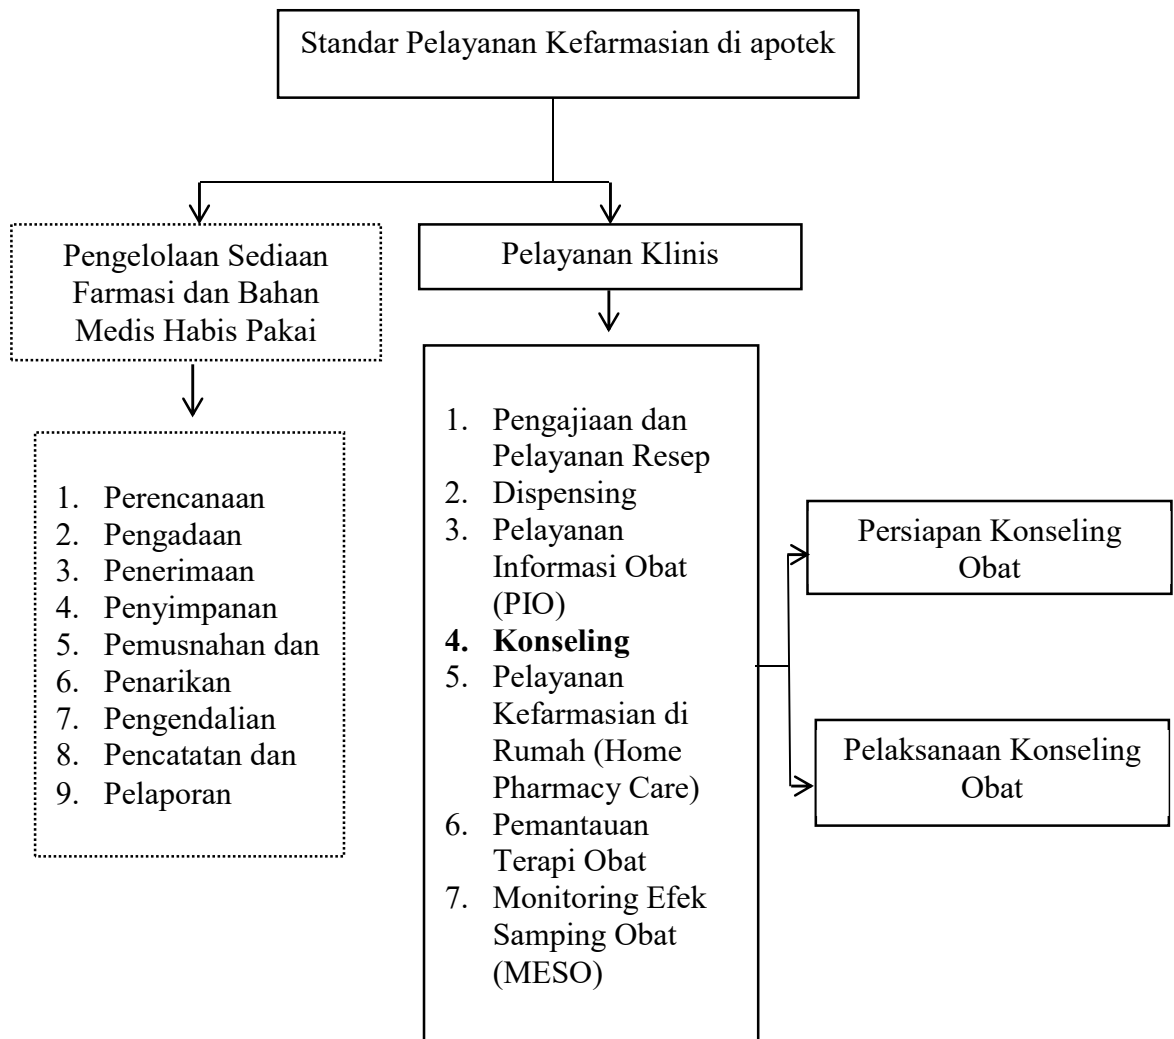 Standar Pelayanan Kefarmasian di apotek
Pengelolaan Sediaan
Farmasi dan Bahan
Medis Habis Pakai
Pelayanan Klinis
1. Perencanaan
2. Pengadaan
3. Penerimaan
4. Penyimpanan
5. Pemusnahan dan
6. Penarikan
7. Pengendalian
8. Pencatatan dan
9. Pelaporan
1. Pengajiaan dan
Pelayanan Resep
2. Dispensing
3. Pelayanan
Informasi Obat
(PIO)
4. Konseling
5. Pelayanan
Kefarmasian di
Rumah (Home
Pharmacy Care)
6. Pemantauan
Terapi Obat
7. Monitoring Efek
Samping Obat
(MESO)
Persiapan Konseling
Obat
Pelaksanaan Konseling
Obat